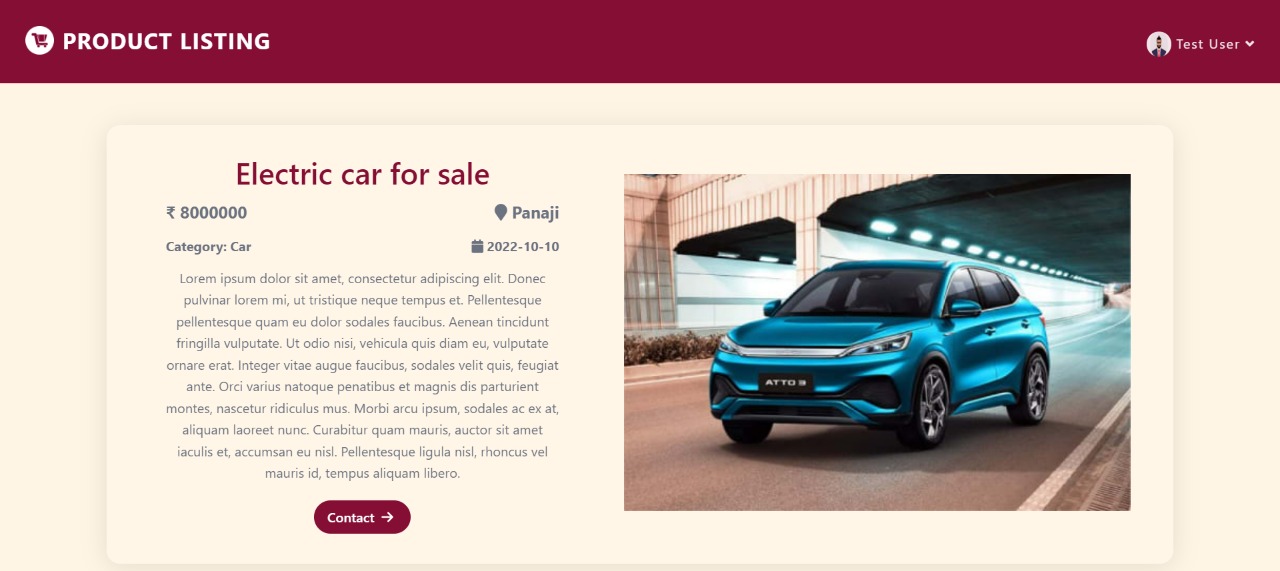 PRODUCT LISTING
Test User
Electric car for sale
₹ 8000000
Panaji
Category: Car
2022-10-10
Lorem ipsum dolor sit amet, consectetur adipiscing elit. Donec
pulvinar lorem mi, ut tristique neque tempus et. Pellentesque
pellentesque quam eu dolor sodales faucibus. Aenean tincidunt
fringilla vulputate. Ut odio nisi, vehicula quis diam eu, vulputate
ornare erat. Integer vitae augue faucibus, sodales velit quis, feugiat
ante. Orci varius natoque penatibus et magnis dis parturient
montes, nascetur ridiculus mus. Morbi arcu ipsum, sodales ac ex at,
aliquam laoreet nunc. Curabitur quam mauris, auctor sit amet
iaculis et, accumsan eu nisl. Pellentesque ligula nisl, rhoncus vel
mauris id, tempus aliquam libero.
Contact
ATTO 3